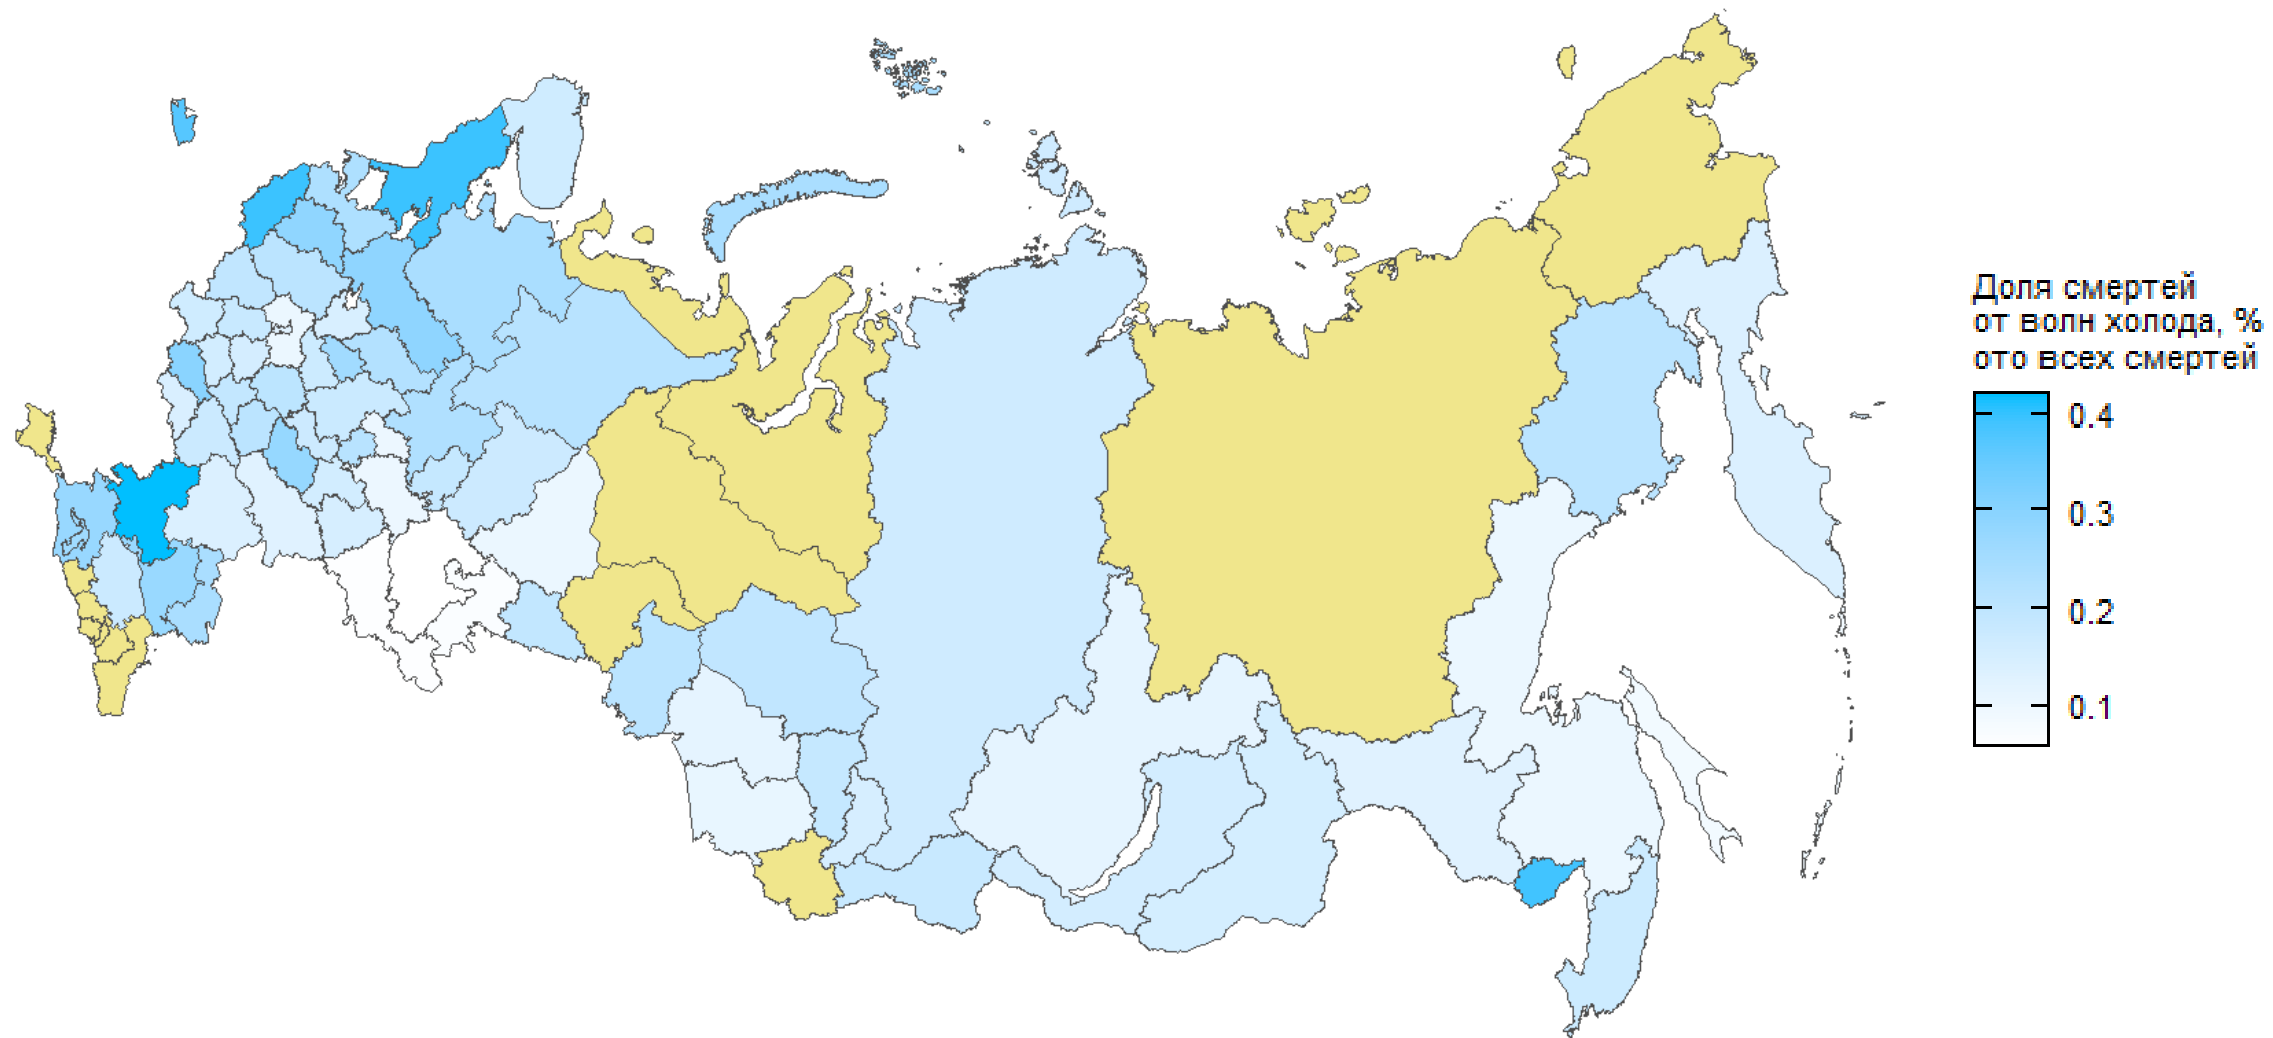 Доля смертей
от волн холода, %
ото всех смертей
0.4
0.3
0.2
0.1